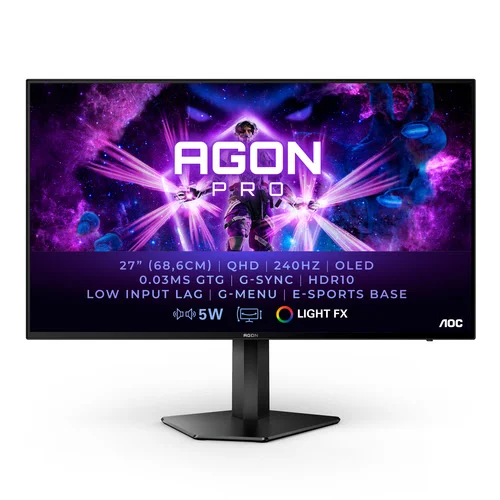 AGON
PRO
27” (68,6CM) | QHD | 240HZ | OLED
0.03MS GTG | G-SYNC | HDR10
LOW INPUT LAG | G-MENU | E-SPORTS BASE
5W LIGHT FX
AOC
AGON